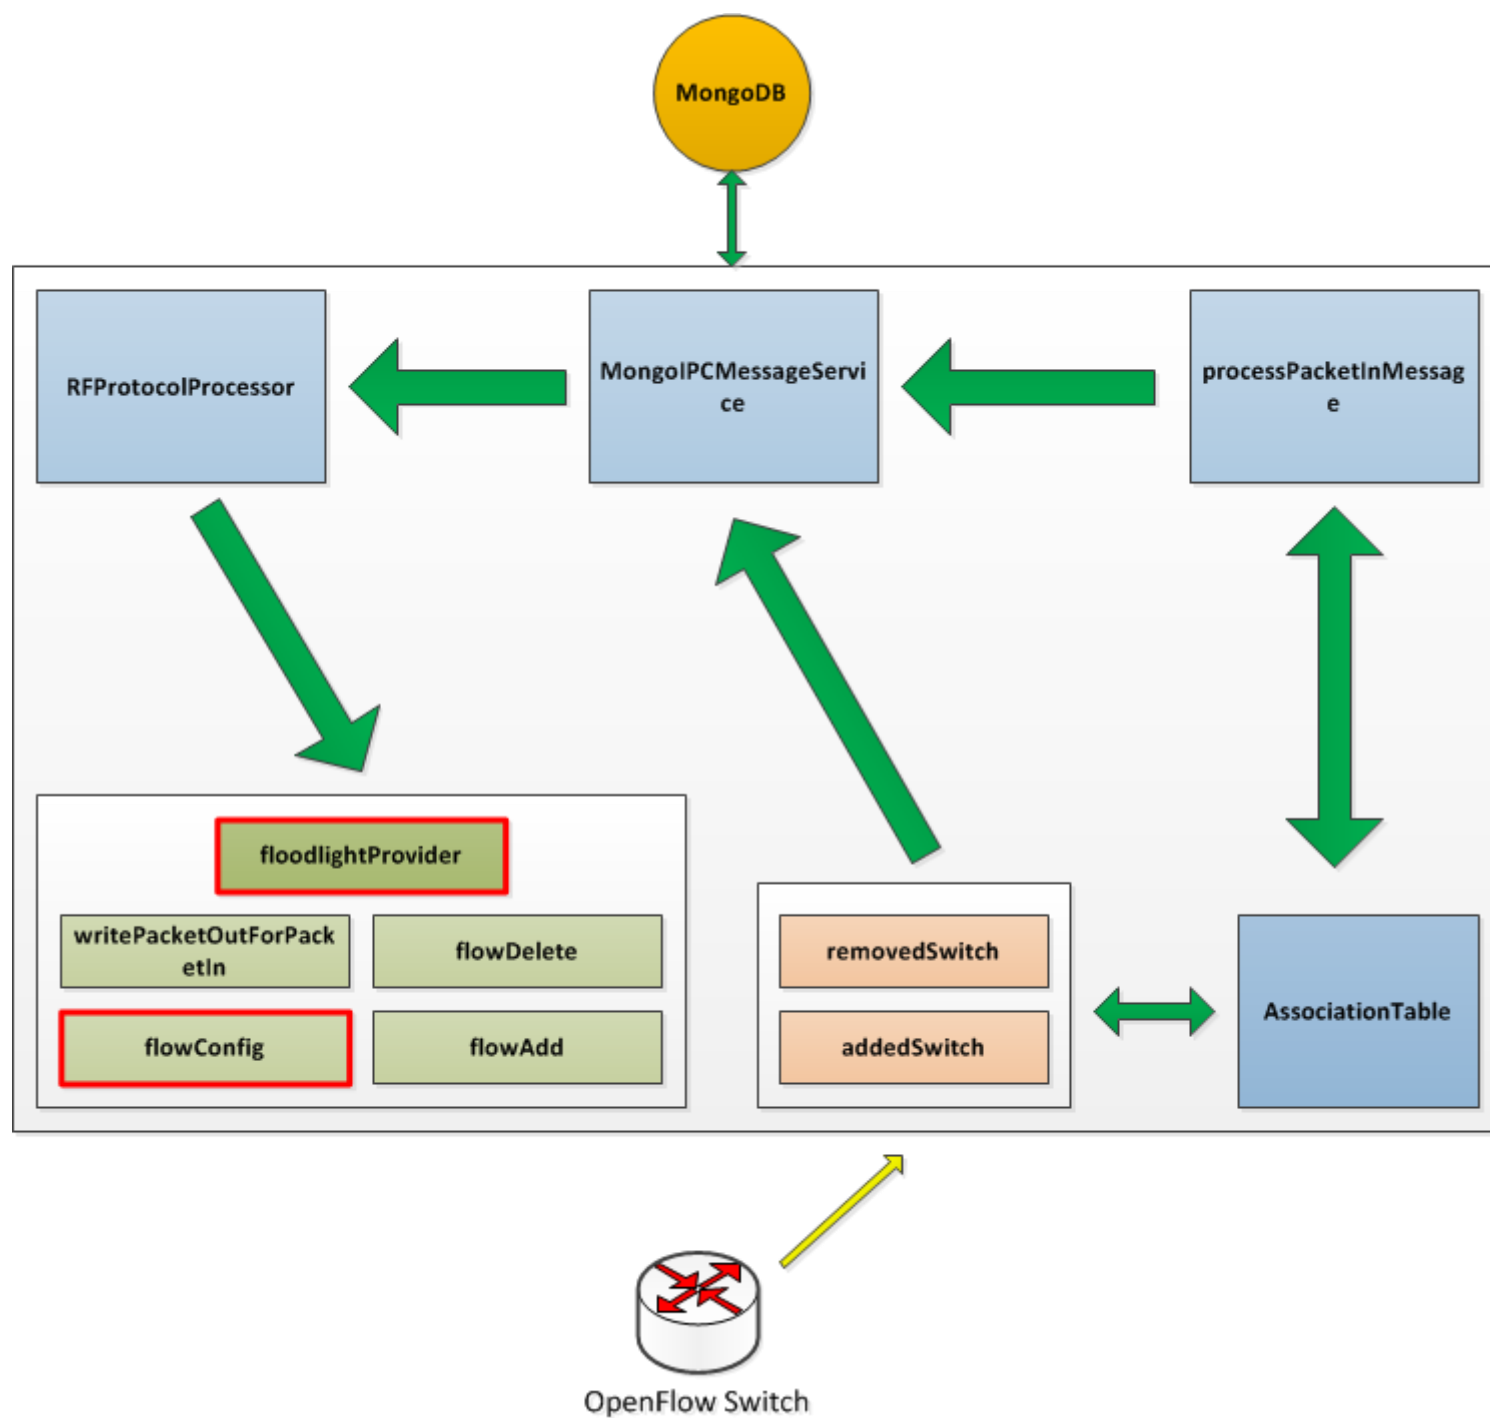 MongoDB
RFProtocolProcessor
MongoIPCMessageServi
ce
processPacketInMessag
e
floodlightProvider
writePacketOutForPack
etIn
flowDelete
flowConfig
flowAdd
removedSwitch
addedSwitch
AssociationTable
OpenFlow Switch